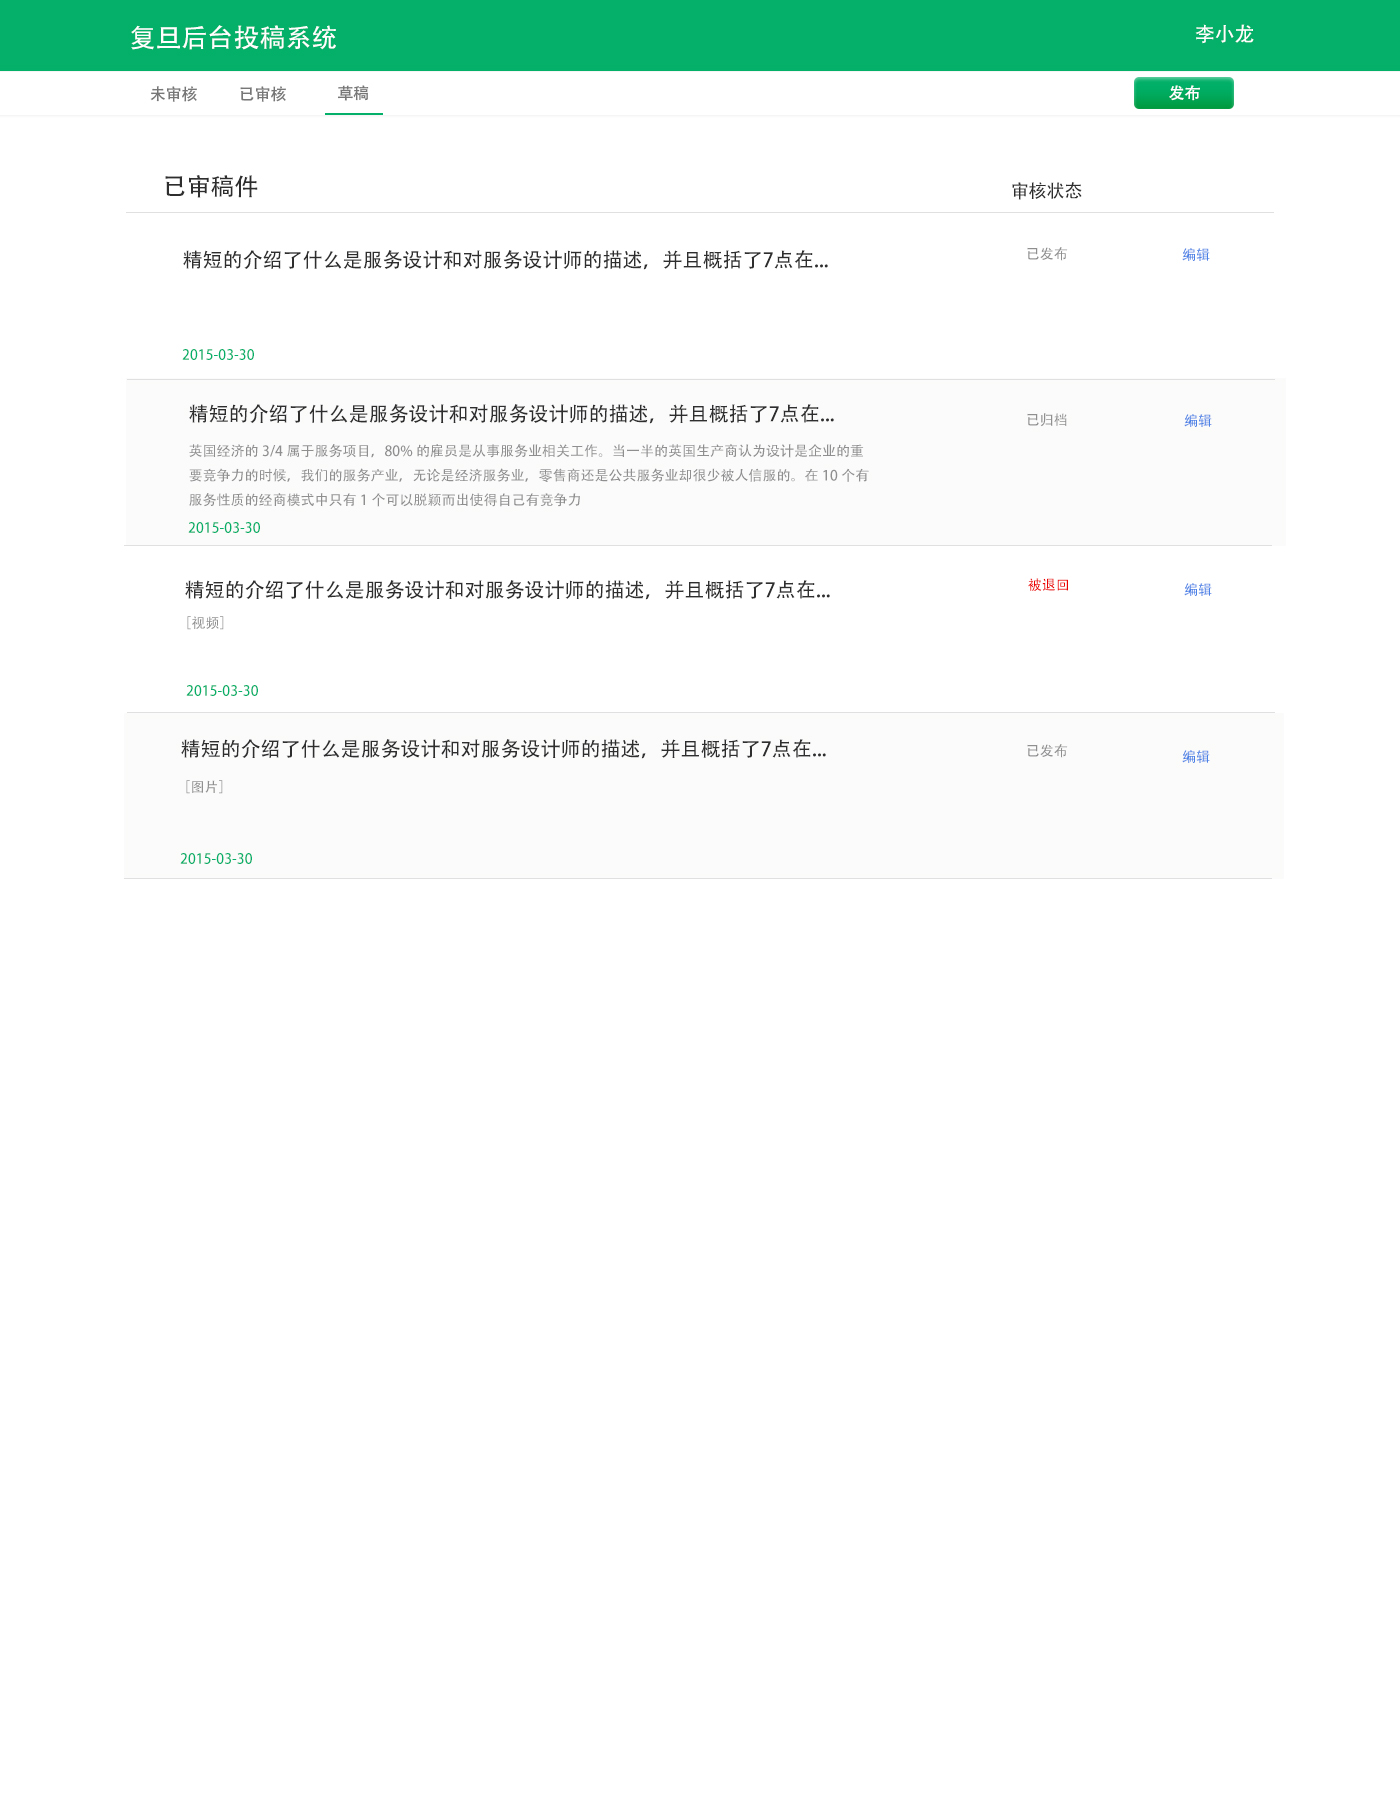 复旦后台投稿系统
李小龙
未审核
已审核
草稿
发布
已审稿件
审核状态
精短的介绍了什么是服务设计和对服务设计师的描述，并且概括了7点在...
已发布
编辑
2015-03-30
精短的介绍了什么是服务设计和对服务设计师的描述，并且概括了7点在...
已归档
编辑
英国经济的 3/4 属于服务项目，80% 的雇员是从事服务业相关工作。当一半的英国生产商认为设计是企业的重
要竞争力的时候，我们的服务产业，无论是经济服务业，零售商还是公共服务业却很少被人信服的。在 10 个有
服务性质的经商模式中只有 1 个可以脱颖而出使得自己有竞争力
2015-03-30
精短的介绍了什么是服务设计和对服务设计师的描述，并且概括了7点在...
被退回
编辑
[视频]
2015-03-30
精短的介绍了什么是服务设计和对服务设计师的描述，并且概括了7点在...
已发布
编辑
[图片]
2015-03-30